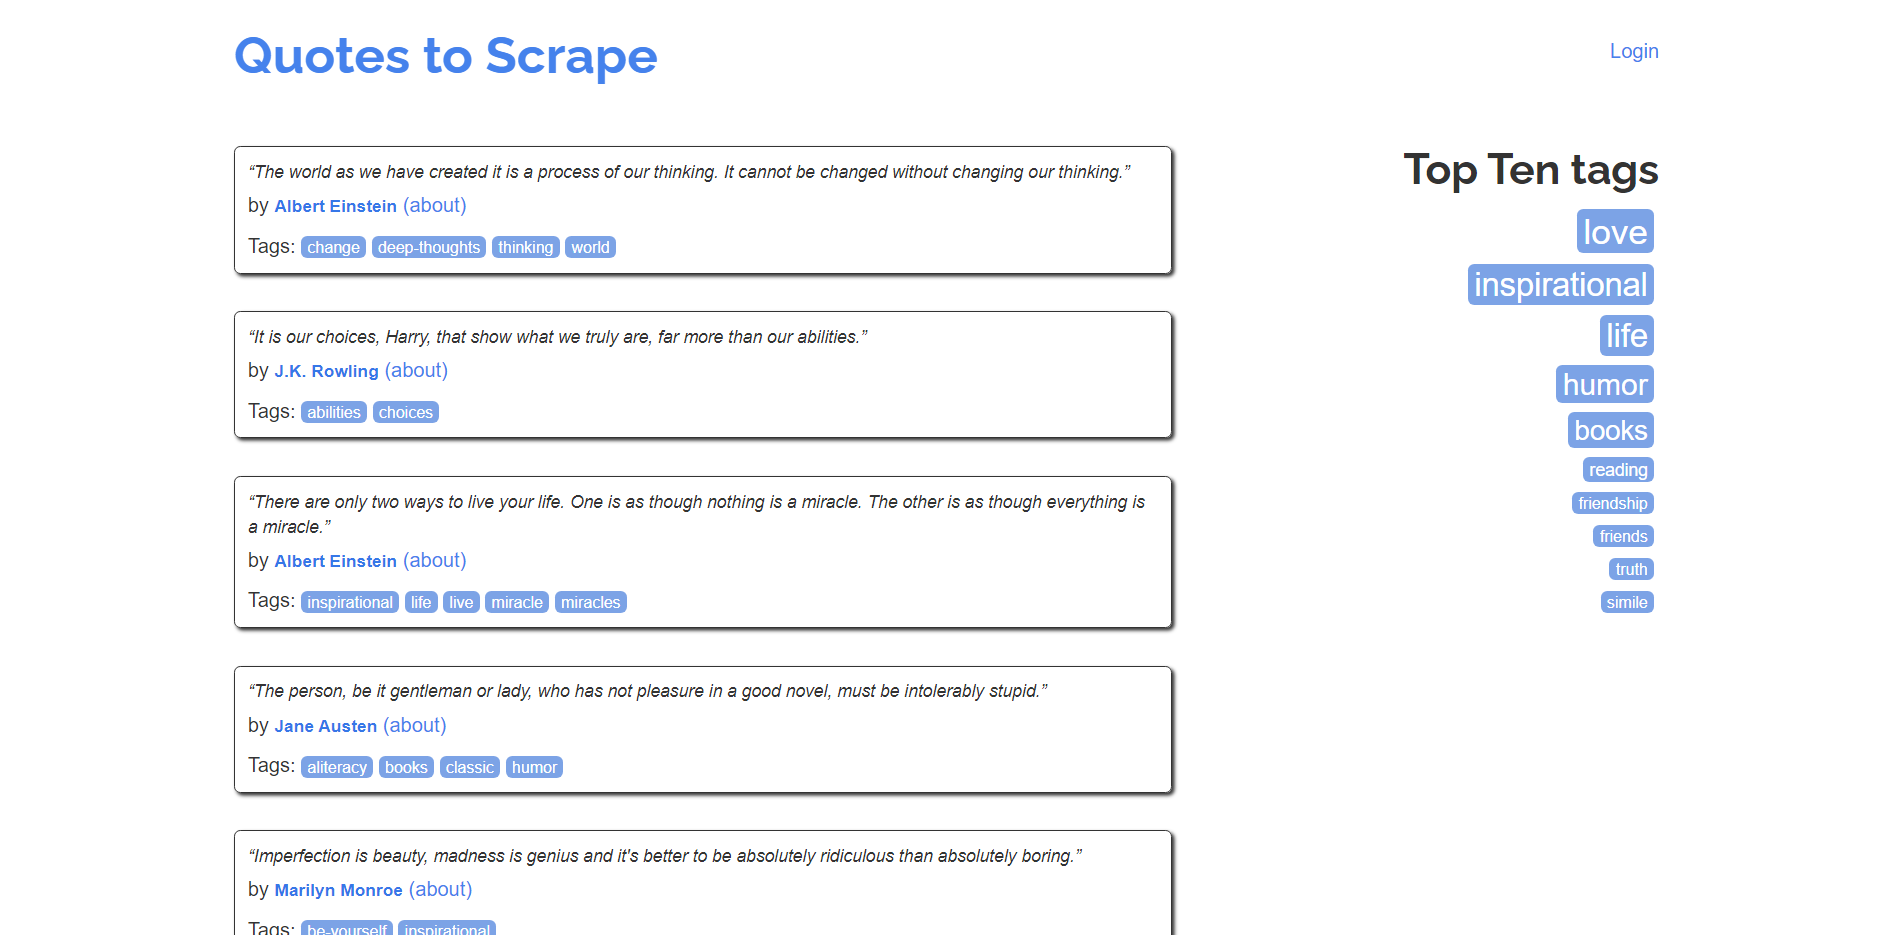 Quotes to Scrape
Login
“The world as we have created it is a process of our thinking. It cannot be changed without changing our thinking.”
by Albert Einstein (about)
Tags: change deep-thoughts thinking world
“It is our choices, Harry, that show what we truly are, far more than our abilities.”
by J.K. Rowling (about)
Tags: abilities choices
“There are only two ways to live your life. One is as though nothing is a miracle. The other is as though everything is
a miracle.”
by Albert Einstein (about)
Tags: inspirational life live miracle miracles
“The person, be it gentleman or lady, who has not pleasure in a good novel, must be intolerably stupid.”
by Jane Austen (about)
Tags: aliteracy books classic humor
“Imperfection is beauty, madness is genius and it's better to be absolutely ridiculous than absolutely boring.”
by Marilyn Monroe (about)
Tags: be-yourself inspirational
Top Ten tags
love
inspirational
life
humor
books
reading
friendship
friends
truth
simile